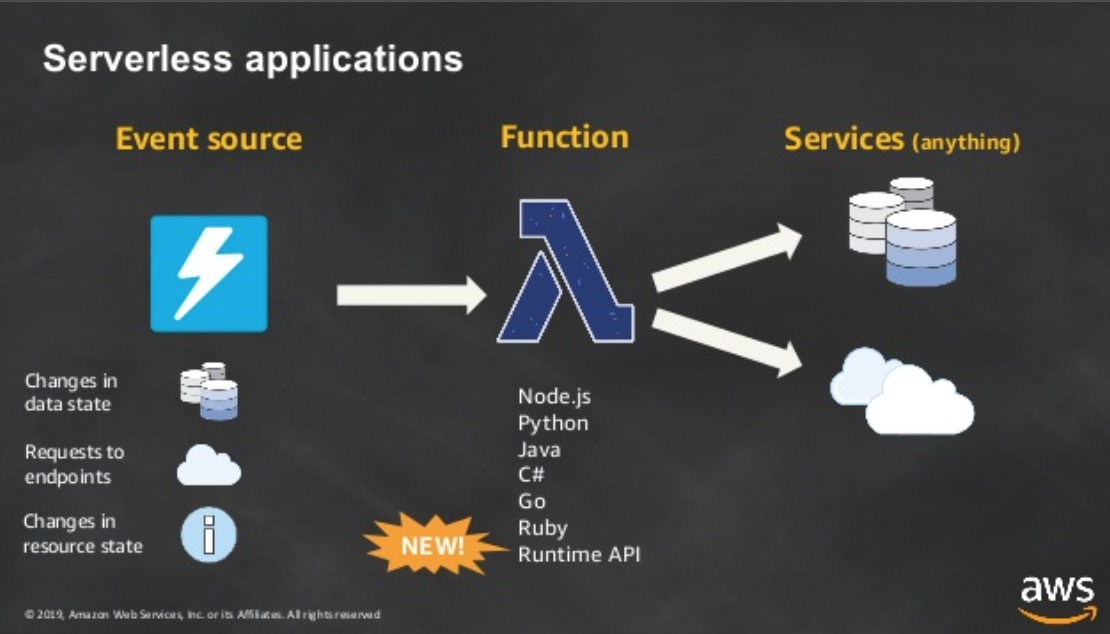 Serverless applications
Event source
Function
Services (anything)
Changes in
data state
Requests to
endpoints
Changes in
resource state
Node.js
Python
Java
C#
Go
Ruby
Runtime API
NEW!
© 2019, Amazon Web Services, Inc. or its Affiliates. All rights reserved
aws